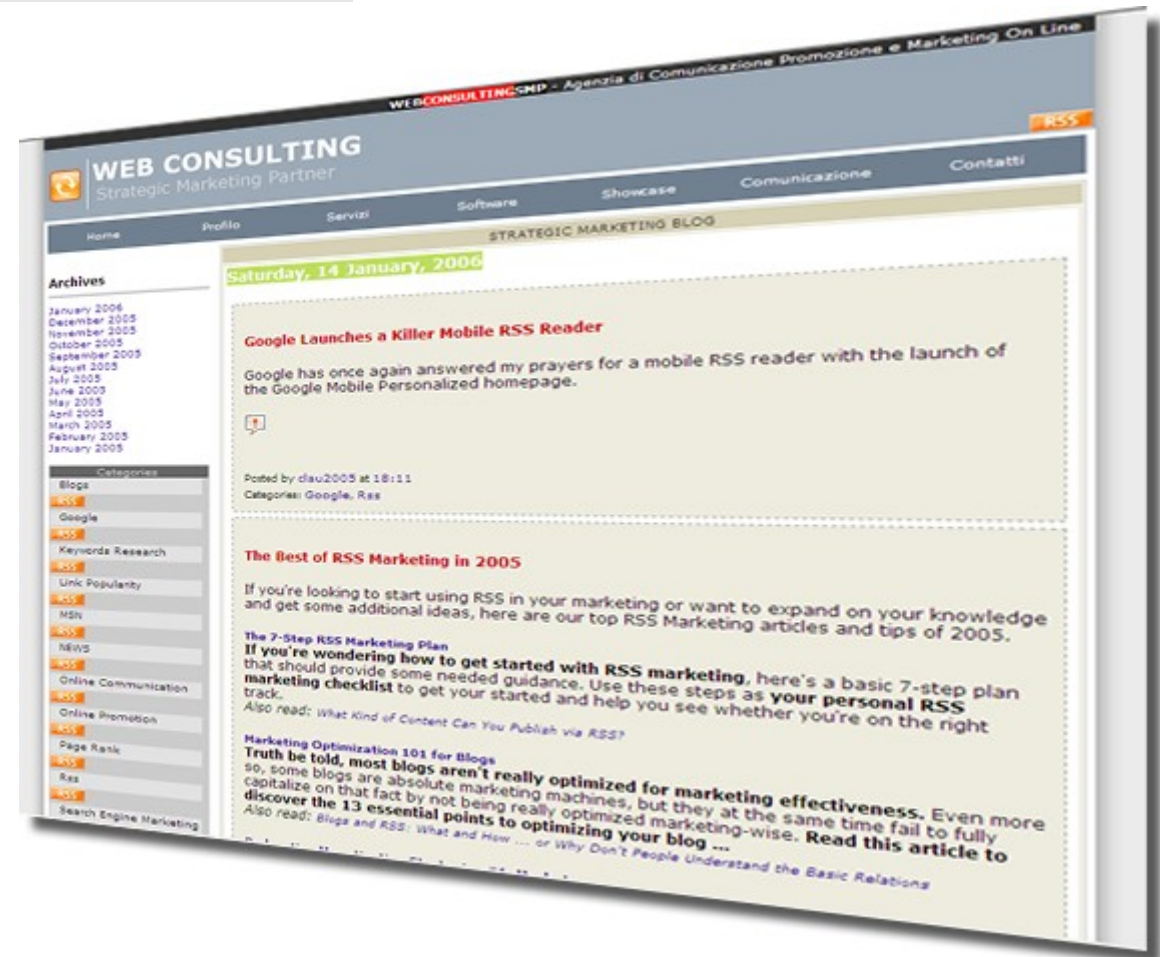 WEBCONSULTINGSMP - Agenzia di Comunicazione Promozione e Marketing On Line
RSS
WEB CONSULTING
Strategic Marketing Partner
Home Profilo Servizi Software Showcase Comunicazione Contatti
STRATEGIC MARKETING BLOG
Archives
January 2006
December 2005
November 2005
October 2005
September 2005
August 2005
July 2005
June 2005
May 2005
April 2005
March 2005
February 2005
January 2005
Categories
Blogs
RSS
Google
RSS
Keywords Research
RSS
Link Popularity
RSS
MSN
RSS
NEWS
RSS
Online Communication
RSS
Online Promotion
RSS
Page Rank
RSS
Rss
RSS
Search Engine Marketing
Saturday, 14 January, 2006
Google Launches a Killer Mobile RSS Reader
Google has once again answered my prayers for a mobile RSS reader with the launch of
the Google Mobile Personalized homepage.
Posted by clau2005 at 18:11
Categories: Google, Rss
The Best of RSS Marketing in 2005
If you're looking to start using RSS in your marketing or want to expand on your knowledge
and get some additional ideas, here are our top RSS Marketing articles and tips of 2005.
The 7-Step RSS Marketing Plan
If you're wondering how to get started with RSS marketing, here's a basic 7-step plan
that should provide some needed guidance. Use these steps as your personal RSS
marketing checklist to get your started and help you see whether you're on the right
track.
Also read: What Kind of Content Can You Publish via RSS?
Marketing Optimization 101 for Blogs
Truth be told, most blogs aren't really optimized for marketing effectiveness. Even more
so, some blogs are absolute marketing machines, but they at the same time fail to fully
capitalize on that fact by not being really optimized marketing-wise. Read this article to
discover the 13 essential points to optimizing your blog ...
Also read: Blogs and RSS: What and How ... or Why Don't People Understand the Basic Relations